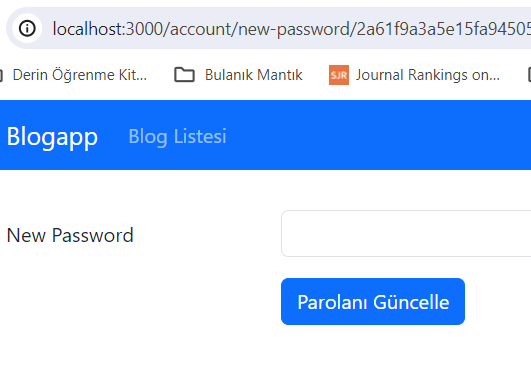 localhost:3000/account/new-password/2a61f9a3a5e15fa94505
Derin Öğrenme Kit... Bulanık Mantık SJR Journal Rankings on...
Blogapp Blog Listesi
New Password
Parolanı Güncelle